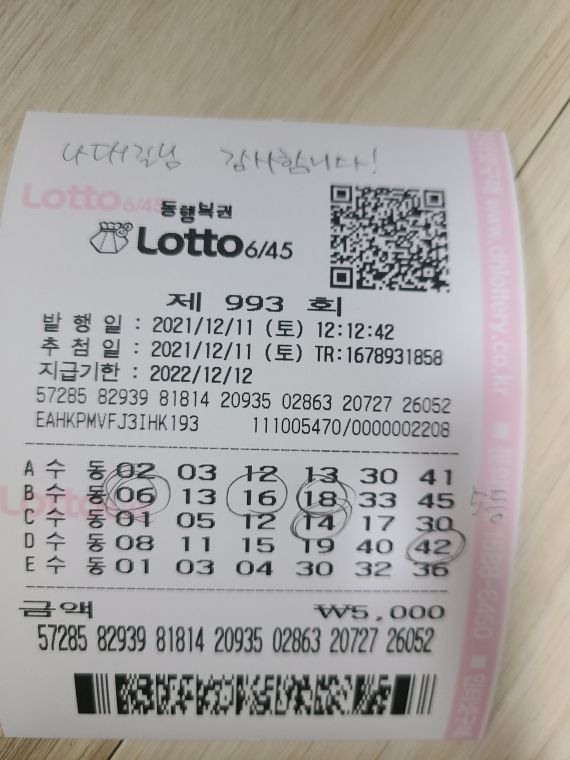 나대길님 감사합니다!
Lotto 6/45
동행복권
Lotto 6/45
제 993 회
발 행 일 : 2021/12/11 (토) 12:12:42
추 첨 일 : 2021/12/11 (토) TR:1678931858
지급기한 : 2022/12/12
57285 82939 81814 20935 02863 20727 26052
EAHKPMVFJ3IHK193 111005470/0000002208
A 수 동 02 03 12 13 30 41
B 수 동 06 13 16 18 33 45
C 수 동 01 05 12 14 17 30
D 수 동 08 11 15 19 40 42
E 수 동 01 03 04 30 32 36
금액 ₩5,000
57285 82939 81814 20935 02863 20727 26052
www.dhlottery.co.kr